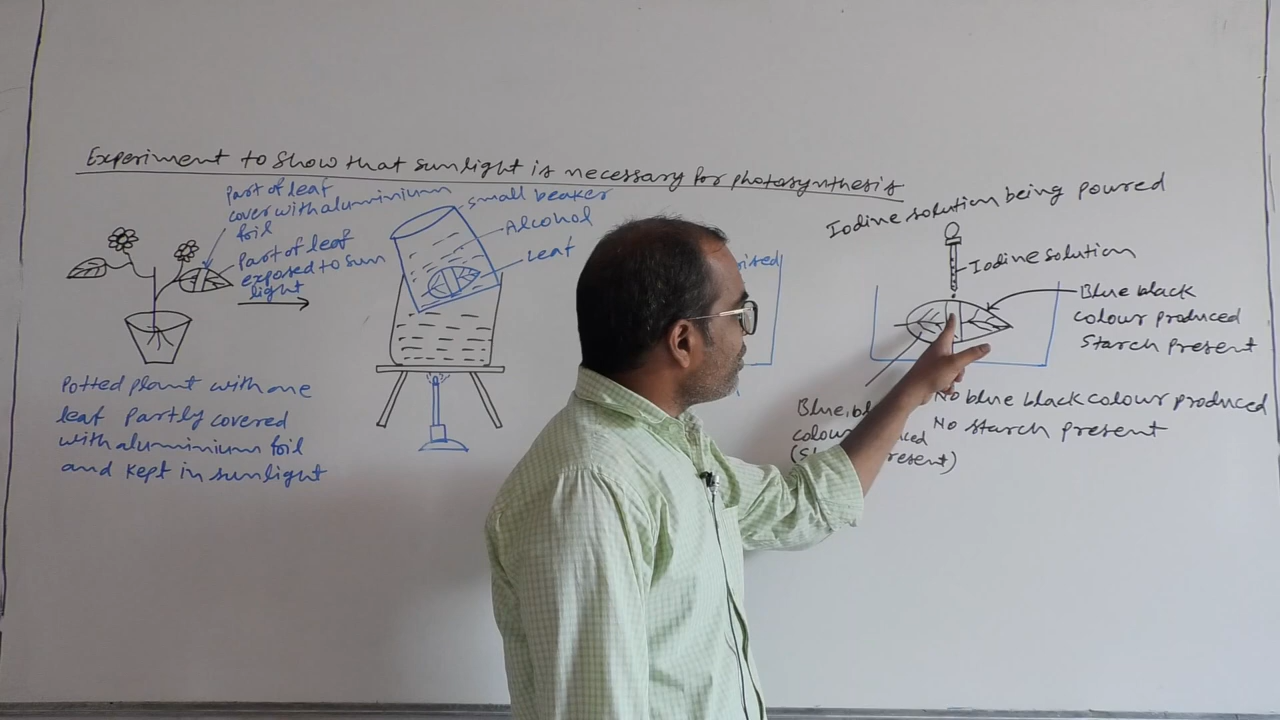 Experiment to show that sunlight is necessary for photosynthesis
Part of leaf
cover with aluminium
foil
Part of leaf
exposed to sun
light
Potted plant with one
leaf partly covered
with aluminium foil
and kept in sunlight
small beaker
Alcohol
Leaf
Iodine solution being poured
Iodine solution
Blue black
colour produced
Starch present
No blue black colour produced
No starch present
Blue
colour